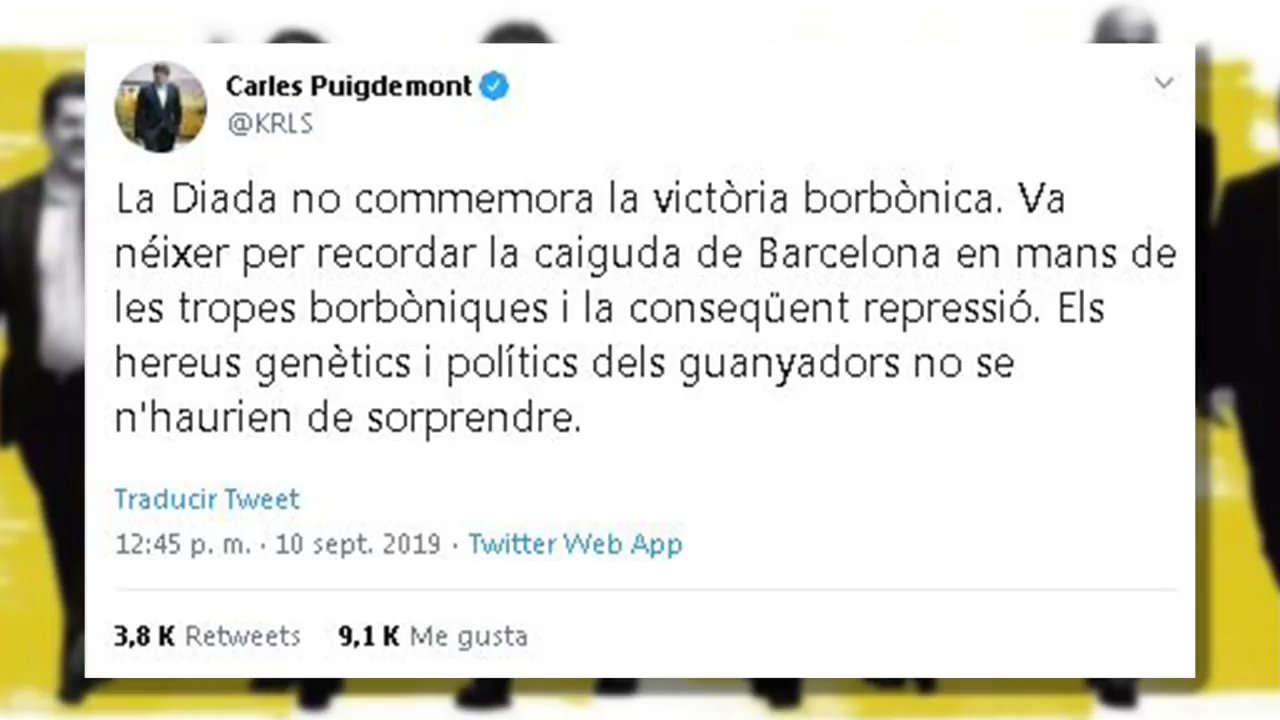 Carles Puigdemont
@KRLS
La Diada no commemora la victòria borbònica. Va
néixer per recordar la caiguda de Barcelona en mans de
les tropes borbòniques i la conseqüent repressió. Els
hereus genètics i polítics dels guanyadors no se
n'haurien de sorprendre.
Traducir Tweet
12:45 p. m. · 10 sept. 2019 · Twitter Web App
3,8 K Retweets 9,1 K Me gusta